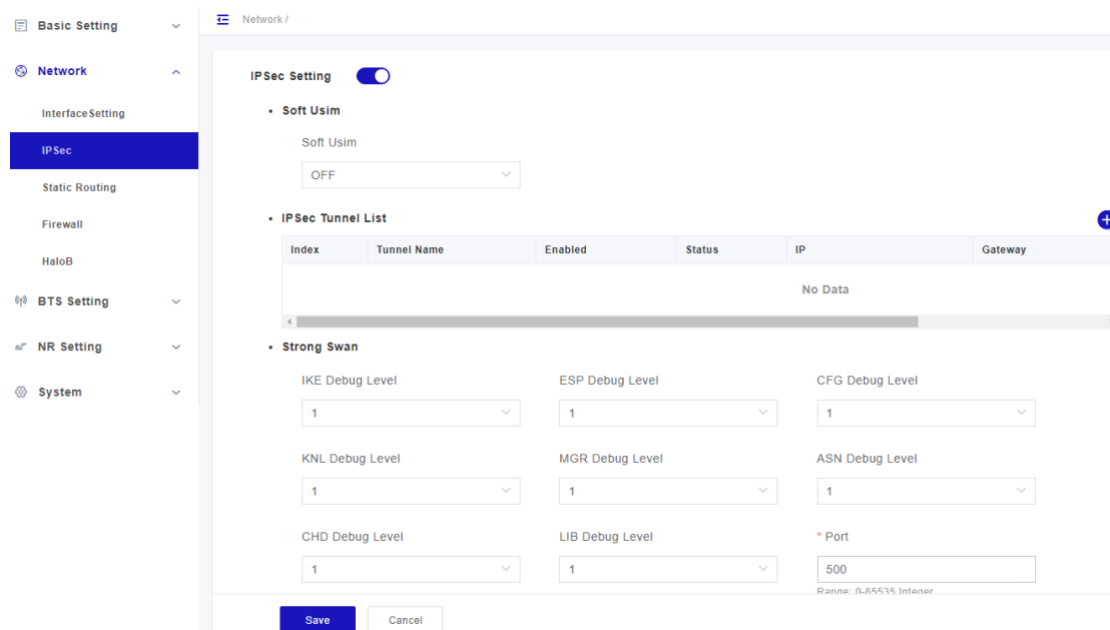 Basic Setting
Network
Interface Setting
IPSec
Static Routing
Firewall
HaloB
BTS Setting
NR Setting
System
Network /
IPSec Setting
• Soft Usim
Soft Usim
OFF
• IPSec Tunnel List
Index Tunnel Name Enabled Status IP Gateway
No Data
• Strong Swan
IKE Debug Level ESP Debug Level CFG Debug Level
1 1 1
KNL Debug Level MGR Debug Level ASN Debug Level
1 1 1
CHD Debug Level LIB Debug Level * Port
1 1 500
Range: 0-65535 Integer
Save Cancel